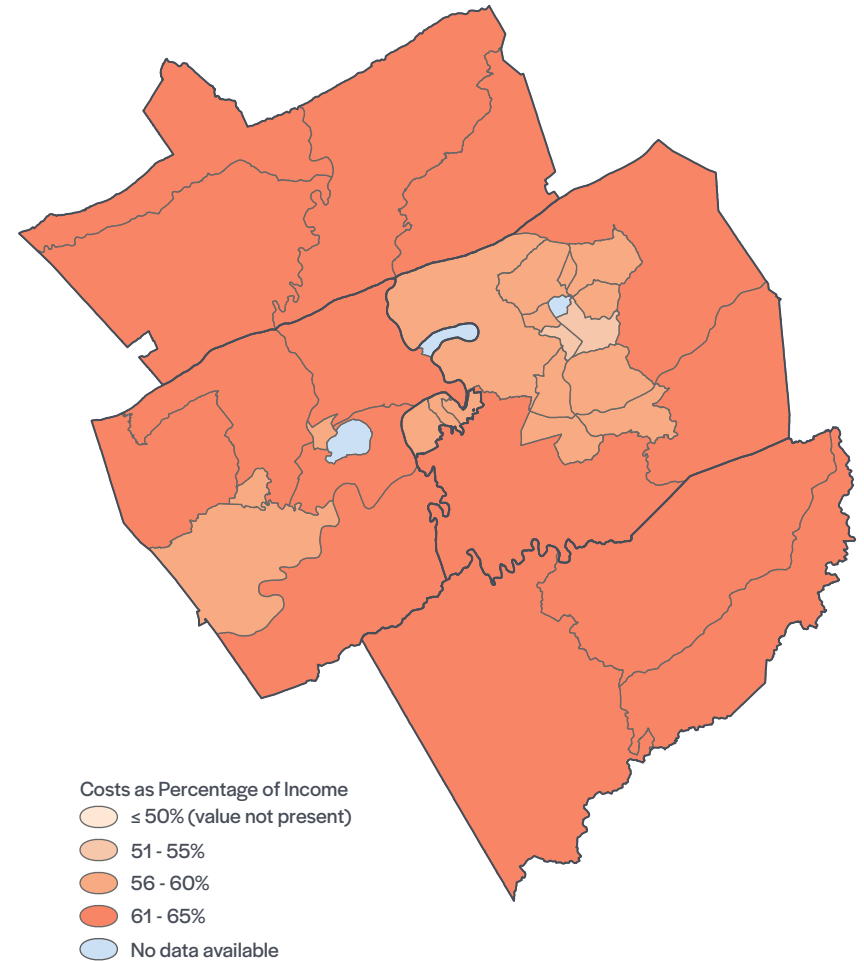 Costs as Percentage of Income
≤ 50% (value not present)
51 - 55%
56 - 60%
61 - 65%
No data available